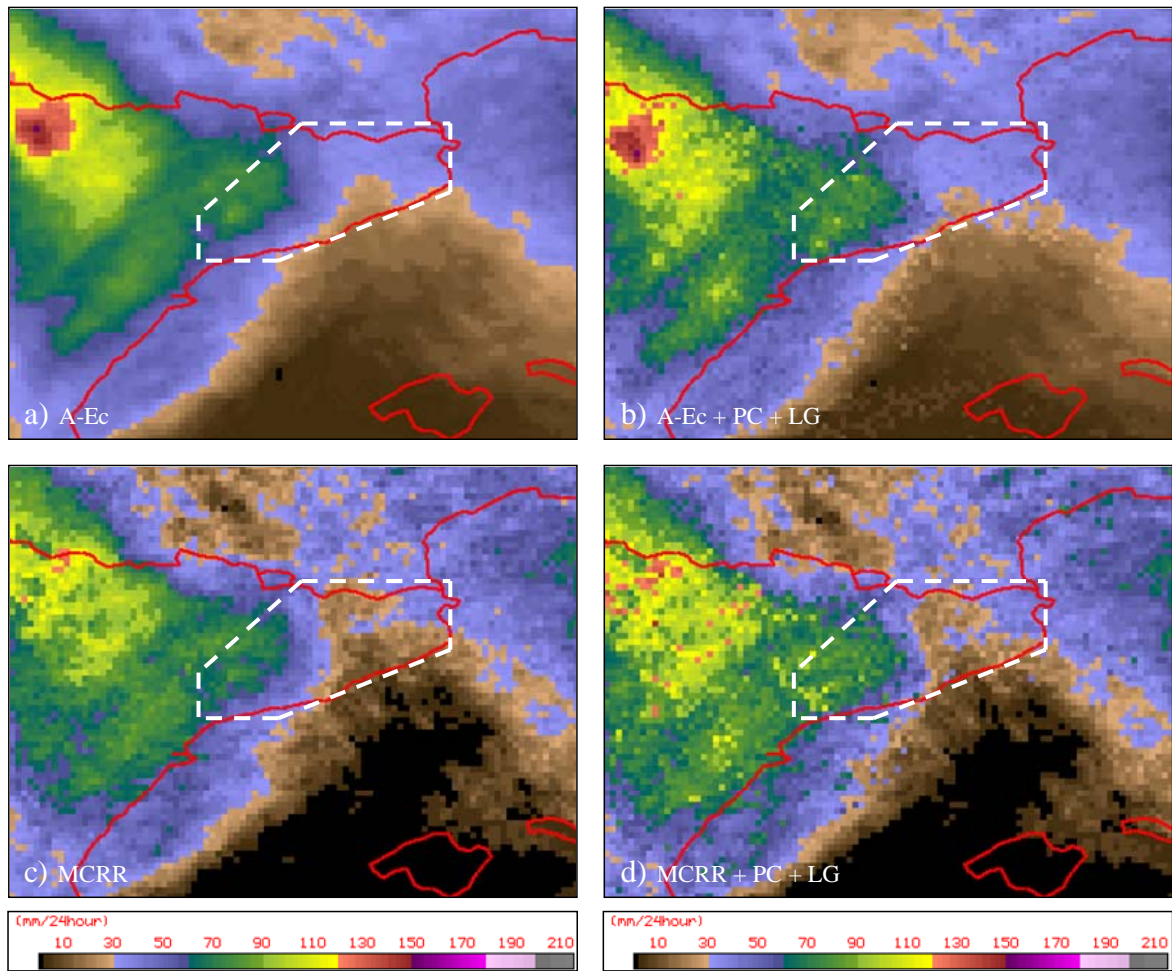 a) A-Ec
b) A-Ec + PC + LG
c) MCRR
d) MCRR + PC + LG
(mm/24hour)
10 30 50 70 90 110 120 150 170 190 210
(mm/24hour)
10 30 50 70 90 110 130 150 170 190 210